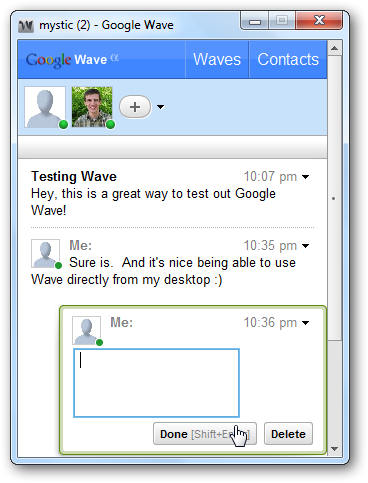 mystic (2) - Google Wave
Google Wave α
Waves
Contacts
Testing Wave 10:07 pm
Hey, this is a great way to test out Google
Wave!
Me: 10:35 pm
Sure is. And it's nice being able to use
Wave directly from my desktop :)
Me: 10:36 pm
Done Delete